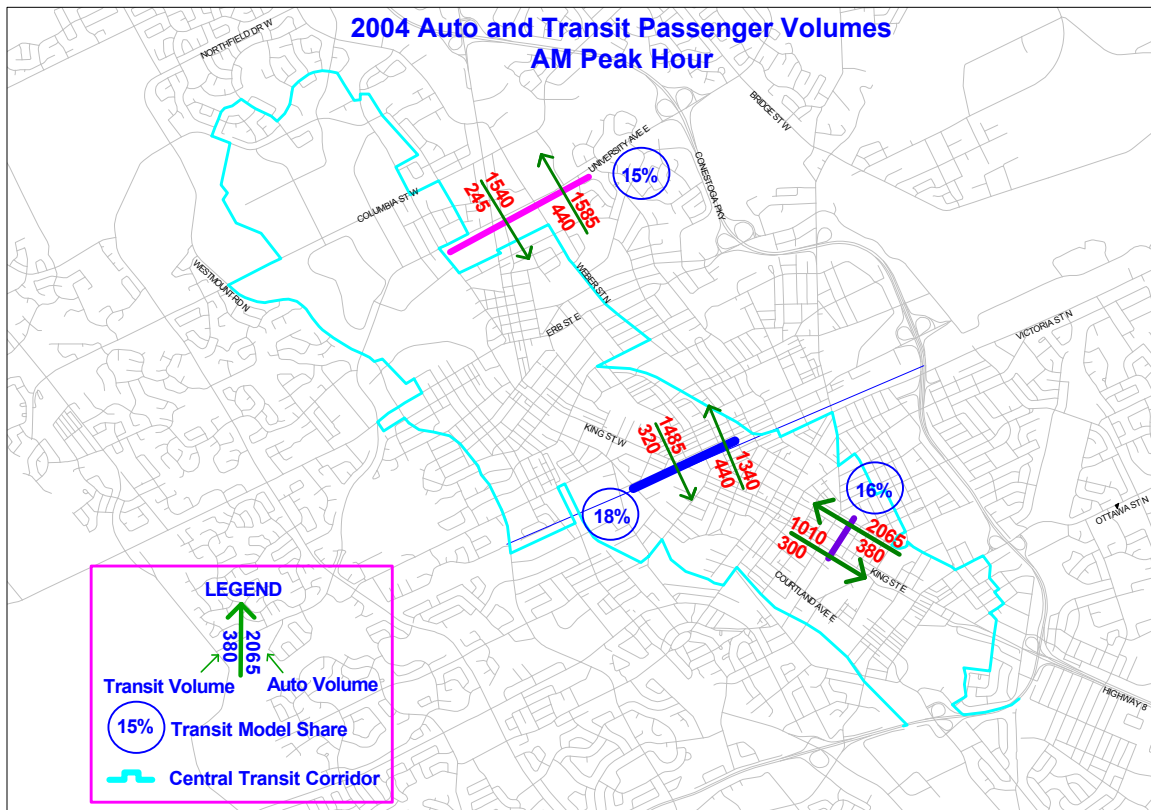 2004 Auto and Transit Passenger Volumes
AM Peak Hour
NORTHFIELD DR W
BRIDGE ST W
UNIVERSITY AVE E
CONESTOGA PKY
15%
1540
245
1585
440
COLUMBIA ST W
WESTMOUNT RD N
WEBER ST N
ERB ST E
VICTORIA ST N
KING ST W
1485
320
1340
440
18%
16%
1010
300
2065
380
OTTAWA ST N
KING ST E
COURTLAND AVE E
HIGHWAY 8
LEGEND
380
2065
Transit Volume
Auto Volume
15%
Transit Model Share
Central Transit Corridor